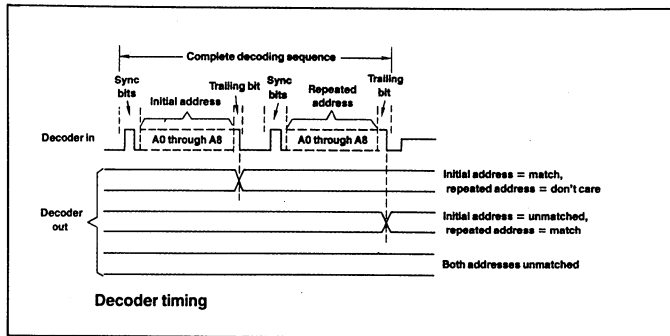 Complete decoding sequence
Sync bits
Initial address
Trailing bit
Sync bits
Repeated address
Trailing bit
Decoder in
A0 through A8
A0 through A8
Decoder out
Initial address = match,
repeated address = don't care
Initial address = unmatched,
repeated address = match
Both addresses unmatched
Decoder timing